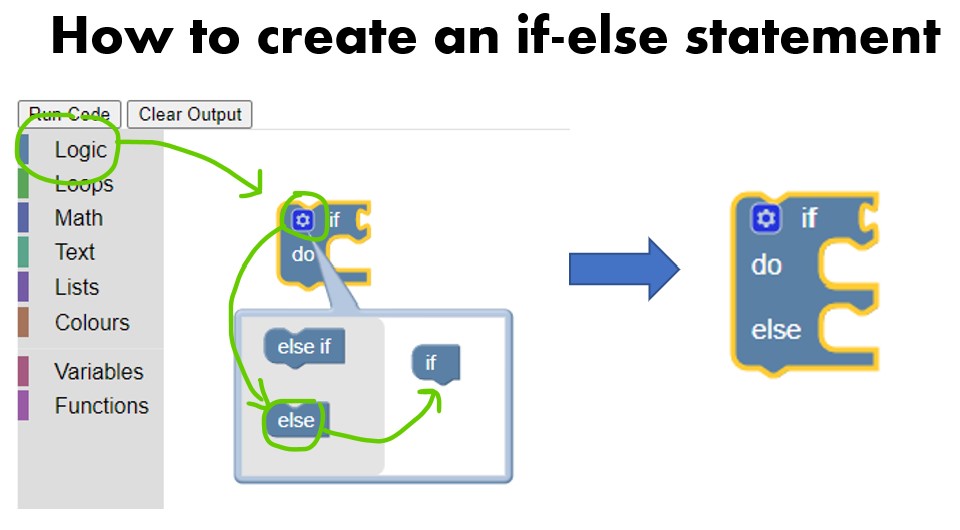 How to create an if-else statement
Run Code Clear Output
Logic
Loops
Math
Text
Lists
Colours
Variables
Functions
if
do
else if
if
else
if
do
else